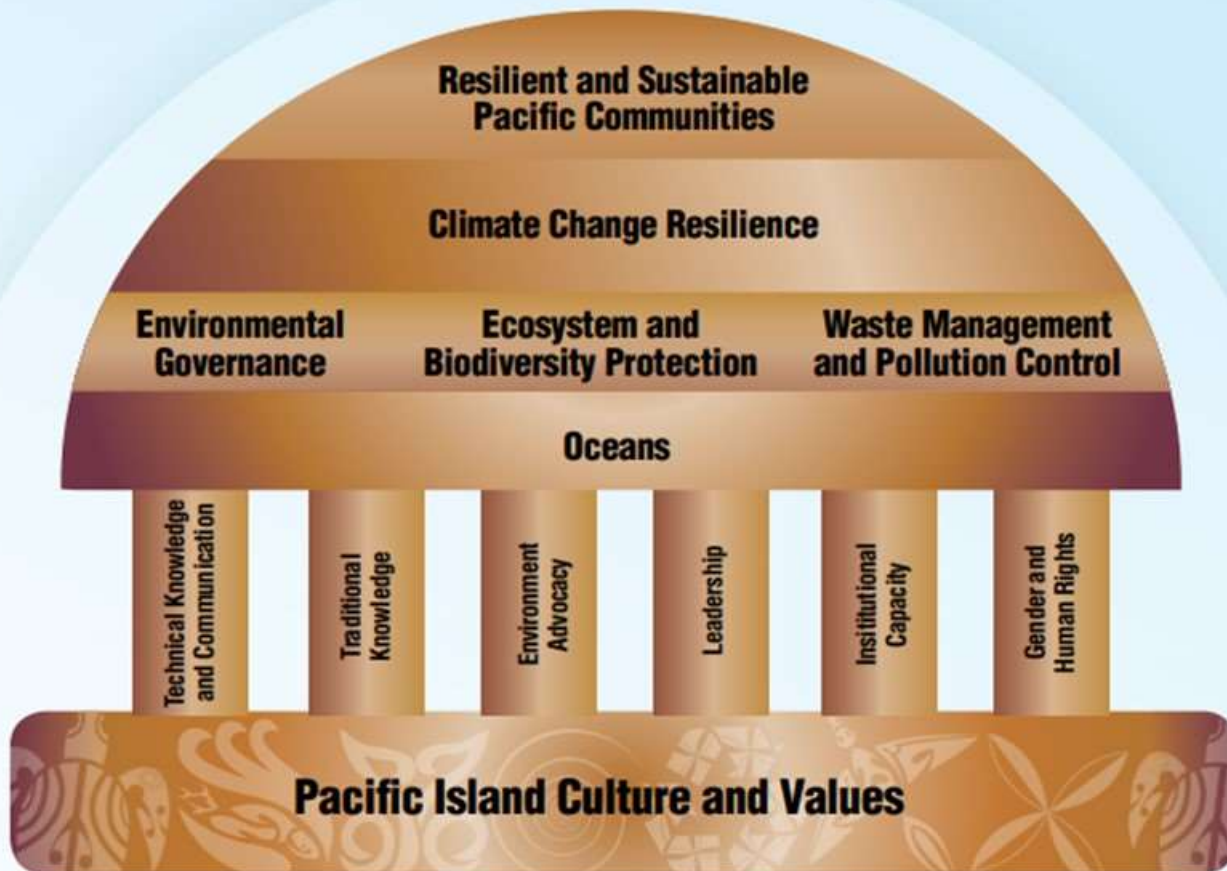 Resilient and Sustainable
Pacific Communities
Climate Change Resilience
Environmental
Governance
Ecosystem and
Biodiversity Protection
Waste Management
and Pollution Control
Oceans
Technical Knowledge
and Communication
Traditional
Knowledge
Environment
Advocacy
Leadership
Insititutional
Capacity
Gender and
Human Rights
Pacific Island Culture and Values